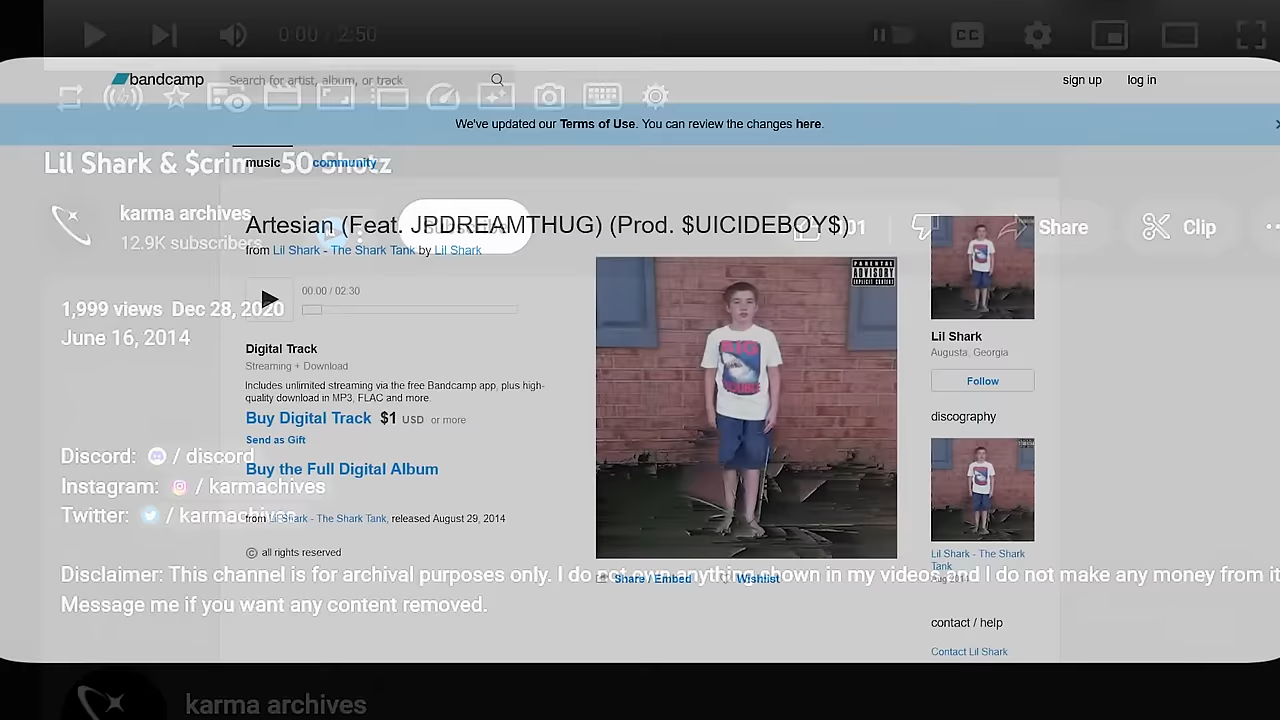 0:00 / 2:50
CC
bandcamp
Search for artist, album, or track
sign up
log in
We've updated our Terms of Use. You can review the changes here.
Lil Shark & $crim - 50 Shotz
music
community
karma archives
12.9K subscribers
Artesian (Feat. JPDREAMTHUG) (Prod. $UICIDEBOY$)
from Lil Shark - The Shark Tank by Lil Shark
Share
Clip
00:00 / 02:30
PARENTAL
ADVISORY
EXPLICIT CONTENT
1,999 views Dec 28, 2020
June 16, 2014
Lil Shark
Augusta, Georgia
Follow
Digital Track
Streaming + Download
Includes unlimited streaming via the free Bandcamp app, plus high-
quality download in MP3, FLAC and more.
Buy Digital Track $1 USD or more
Send as Gift
Buy the Full Digital Album
discography
Discord: / discord
Instagram: / karmachives
Twitter: / karmachives
from Lil Shark - The Shark Tank, released August 29, 2014
all rights reserved
Lil Shark - The Shark
Tank
Share / Embed
Wishlist
Disclaimer: This channel is for archival purposes only. I do not own anything shown in my videos and I do not make any money from it
Message me if you want any content removed.
contact / help
Contact Lil Shark
karma archives